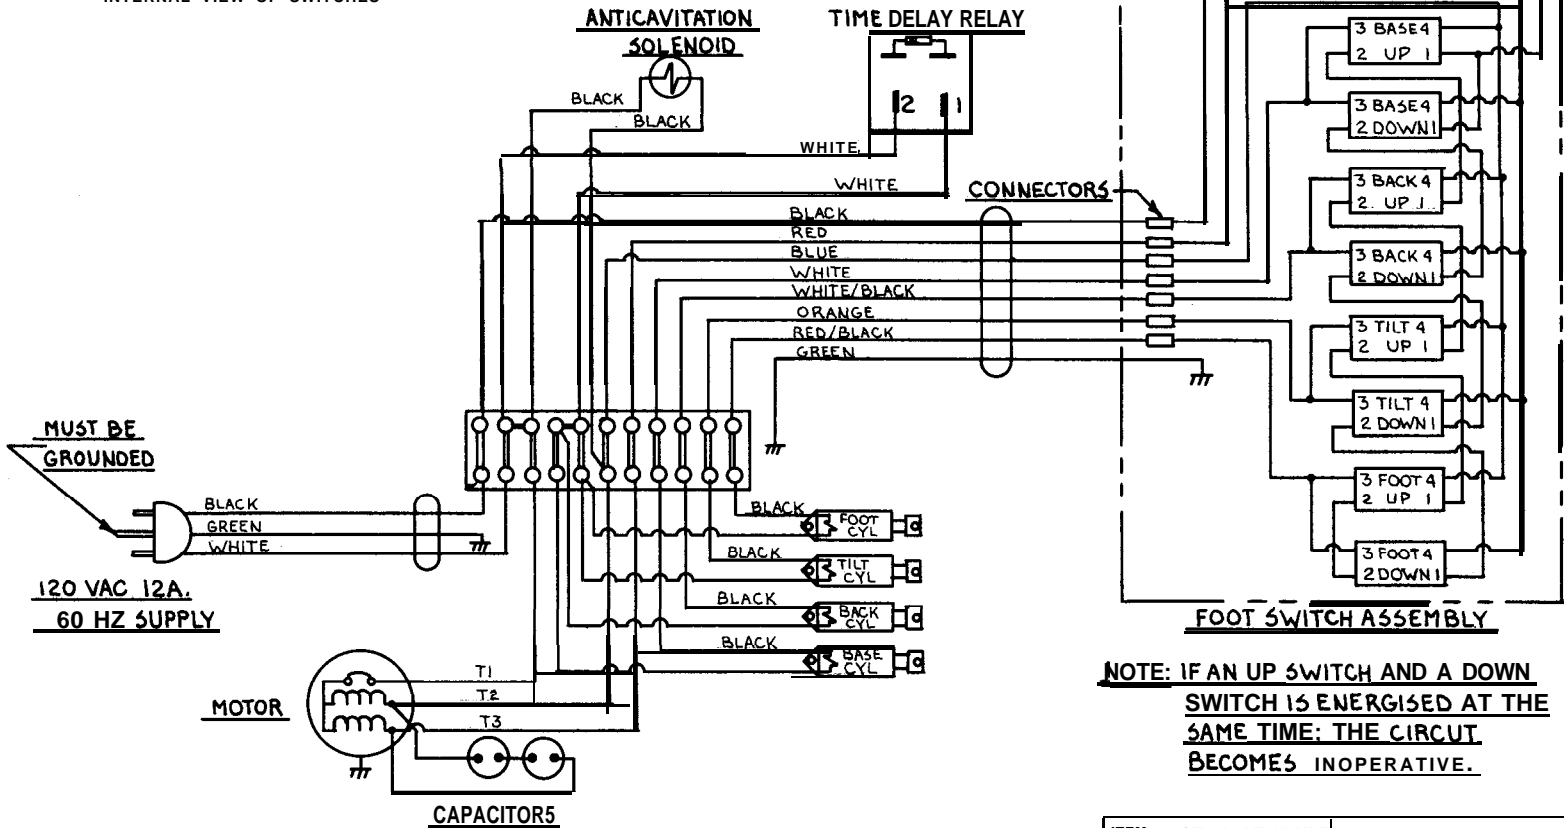 INTERNAL VIEW OF SWITCHES
ANTICAVITATION
SOLENOID
TIME DELAY RELAY
2 1
BLACK
BLACK
WHITE
WHITE
CONNECTORS
BLACK
RED
BLUE
WHITE
WHITE/BLACK
ORANGE
RED/BLACK
GREEN
3 BASE 4
2 UP 1
3 BASE 4
2 DOWN 1
3 BACK 4
2 UP 1
3 BACK 4
2 DOWN 1
3 TILT 4
2 UP 1
3 TILT 4
2 DOWN 1
3 FOOT 4
2 UP 1
3 FOOT 4
2 DOWN 1
FOOT SWITCH ASSEMBLY
MUST BE
GROUNDED
BLACK
GREEN
WHITE
120 VAC 12A.
60 HZ SUPPLY
BLACK
FOOT
CYL
BLACK
TILT
CYL
BLACK
BACK
CYL
BLACK
BASE
CYL
MOTOR
T1
T2
T3
CAPACITOR5
NOTE: IF AN UP SWITCH AND A DOWN
SWITCH IS ENERGISED AT THE
SAME TIME; THE CIRCUT
BECOMES INOPERATIVE.